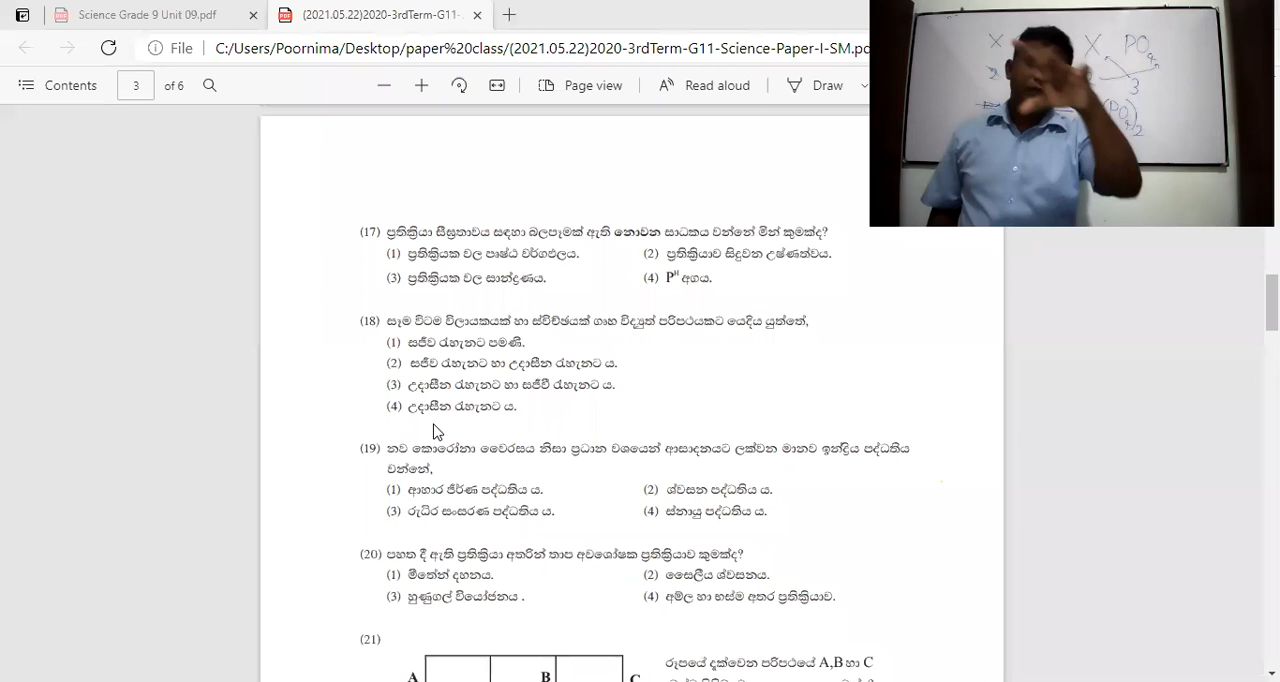 Science Grade 9 Unit 09.pdf
(2021.05.22)2020-3rdTerm-G11-
File
C:/Users/Poornima/Desktop/paper%20class/(2021.05.22)2020-3rdTerm-G11-Science-Paper-I-SM.pd
Contents 3 of 6 Page view Read aloud Draw
X X PO
2 3
(PO4)2
(17) ප්‍රතික්‍රියා සීඝ්‍රතාවය සඳහා බලපෑමක් ඇති නොවන සාධකය වන්නේ මින් කුමක්ද?
(1) ප්‍රතික්‍රියක වල පෘෂ්ඨ වර්ගඵලය. (2) ප්‍රතික්‍රියාව සිදුවන උෂ්ණත්වය.
(3) ප්‍රතික්‍රියක වල සාන්ද්‍රණය. (4) PH අගය.
(18) සෑම විටම විලායකයක් හා ස්විච්ඡයක් ගෘහ විද්‍යුත් පරිපථයකට යෙදිය යුත්තේ,
(1) සජීව රැහැනට පමණි.
(2) සජීව රැහැනට හා උදාසීන රැහැනට ය.
(3) උදාසීන රැහැනට හා සජීවී රැහැනට ය.
(4) උදාසීන රැහැනට ය.
(19) නව කොරෝනා වෛරසය නිසා ප්‍රධාන වශයෙන් ආසාදනයට ලක්වන මානව ඉන්ද්‍රිය පද්ධතිය
වන්නේ,
(1) ආහාර ජීර්ණ පද්ධතිය ය. (2) ශ්වසන පද්ධතිය ය.
(3) රුධිර සංසරණ පද්ධතිය ය. (4) ස්නායු පද්ධතිය ය.
(20) පහත දී ඇති ප්‍රතික්‍රියා අතරින් තාප අවශෝෂක ප්‍රතික්‍රියාව කුමක්ද?
(1) මීතේන් දහනය. (2) සෛලීය ශ්වසනය.
(3) හුණුගල් වියෝජනය . (4) අම්ල හා භස්ම අතර ප්‍රතික්‍රියාව.
(21)
රූපයේ දැක්වෙන පරිපථයේ A,B හා C
A B C